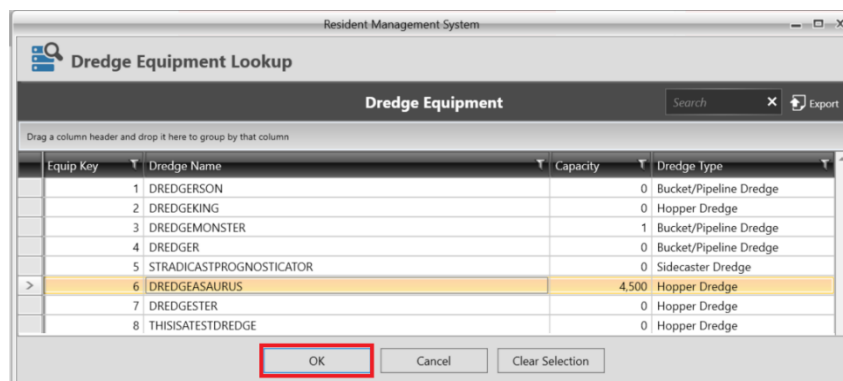 Resident Management System
Dredge Equipment Lookup
Dredge Equipment
Search
Export
Drag a column header and drop it here to group by that column
Equip Key Dredge Name Capacity Dredge Type
1 DREDGERSON 0 Bucket/Pipeline Dredge
2 DREDGEKING 0 Hopper Dredge
3 DREDGEMONSTER 1 Bucket/Pipeline Dredge
4 DREDGER 0 Bucket/Pipeline Dredge
5 STRADICASTPROGNOSTICATOR 0 Sidecaster Dredge
6 DREDGEASAURUS 4,500 Hopper Dredge
7 DREDGESTER 0 Hopper Dredge
8 THISISATESTDREDGE 0 Hopper Dredge
OK Cancel Clear Selection